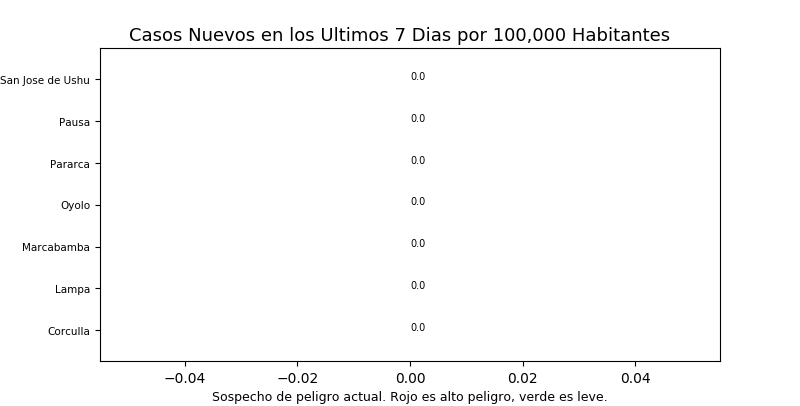 Casos Nuevos en los Ultimos 7 Dias por 100,000 Habitantes
San Jose de Ushu 0.0
Pausa 0.0
Pararca 0.0
Oyolo 0.0
Marcabamba 0.0
Lampa 0.0
Corculla 0.0
−0.04 −0.02 0.00 0.02 0.04
Sospecho de peligro actual. Rojo es alto peligro, verde es leve.